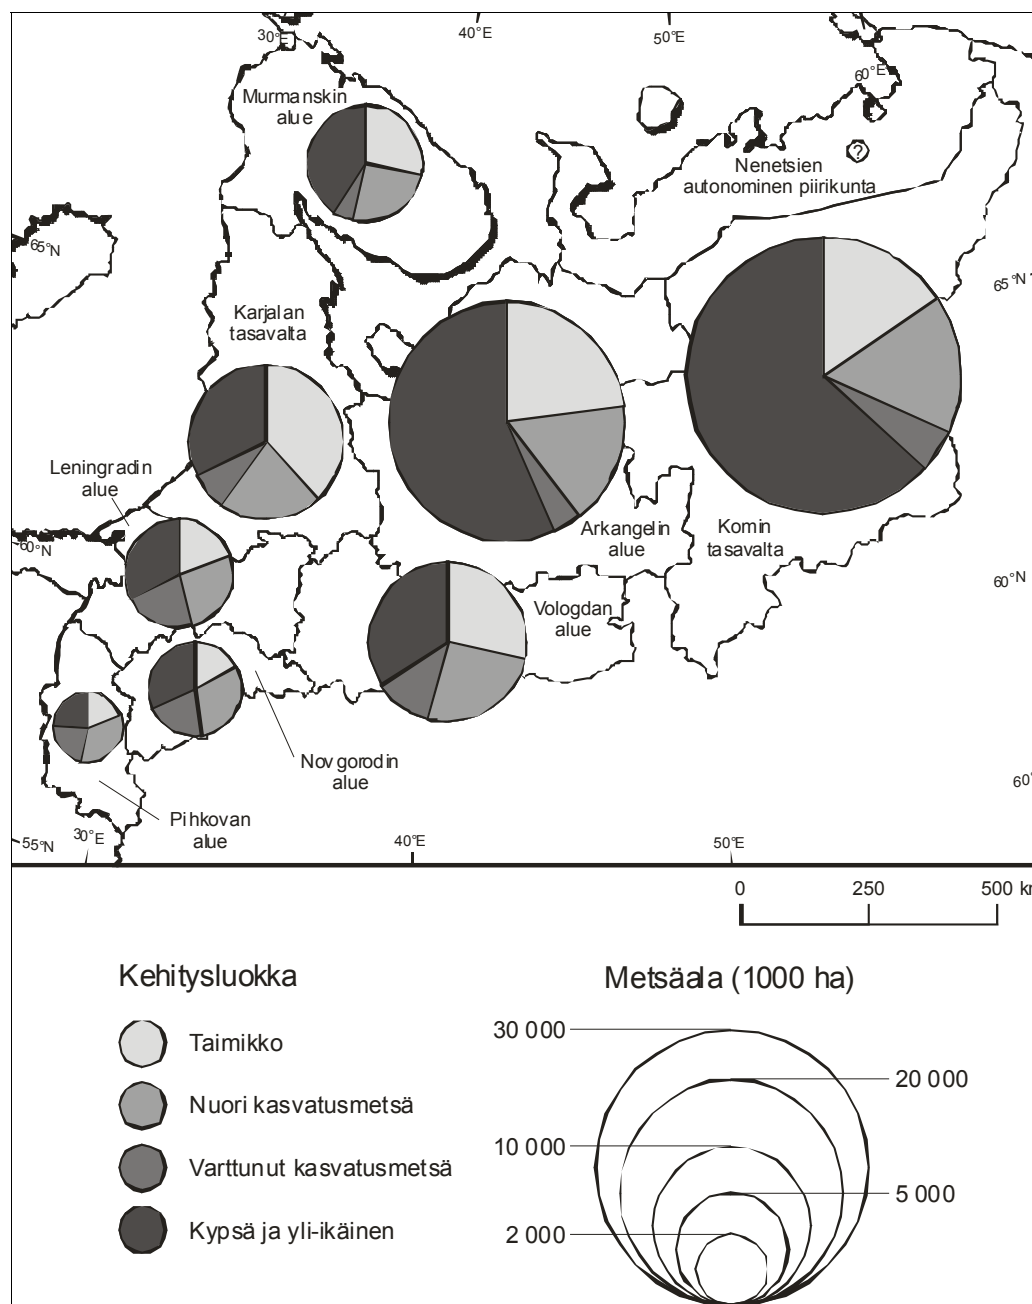 30°E
40°E
50°E
60°E
Murmanskin
alue
?
Nenetsien
autonominen piirikunta
65°N
65°N
Karjalan
tasavalta
Leningradin
alue
60°N
Arkangelin
alue
Komin
tasavalta
60°N
Vologdan
alue
Novgorodin
alue
Pihkovan
alue
60°
55°N
30°E
40°E
50°E
0 250 500 k
Kehitysluokka
Taimikko
Nuori kasvatusmetsä
Varttunut kasvatusmetsä
Kypsä ja yli-ikäinen
Metsäala (1000 ha)
30 000
20 000
10 000
5 000
2 000